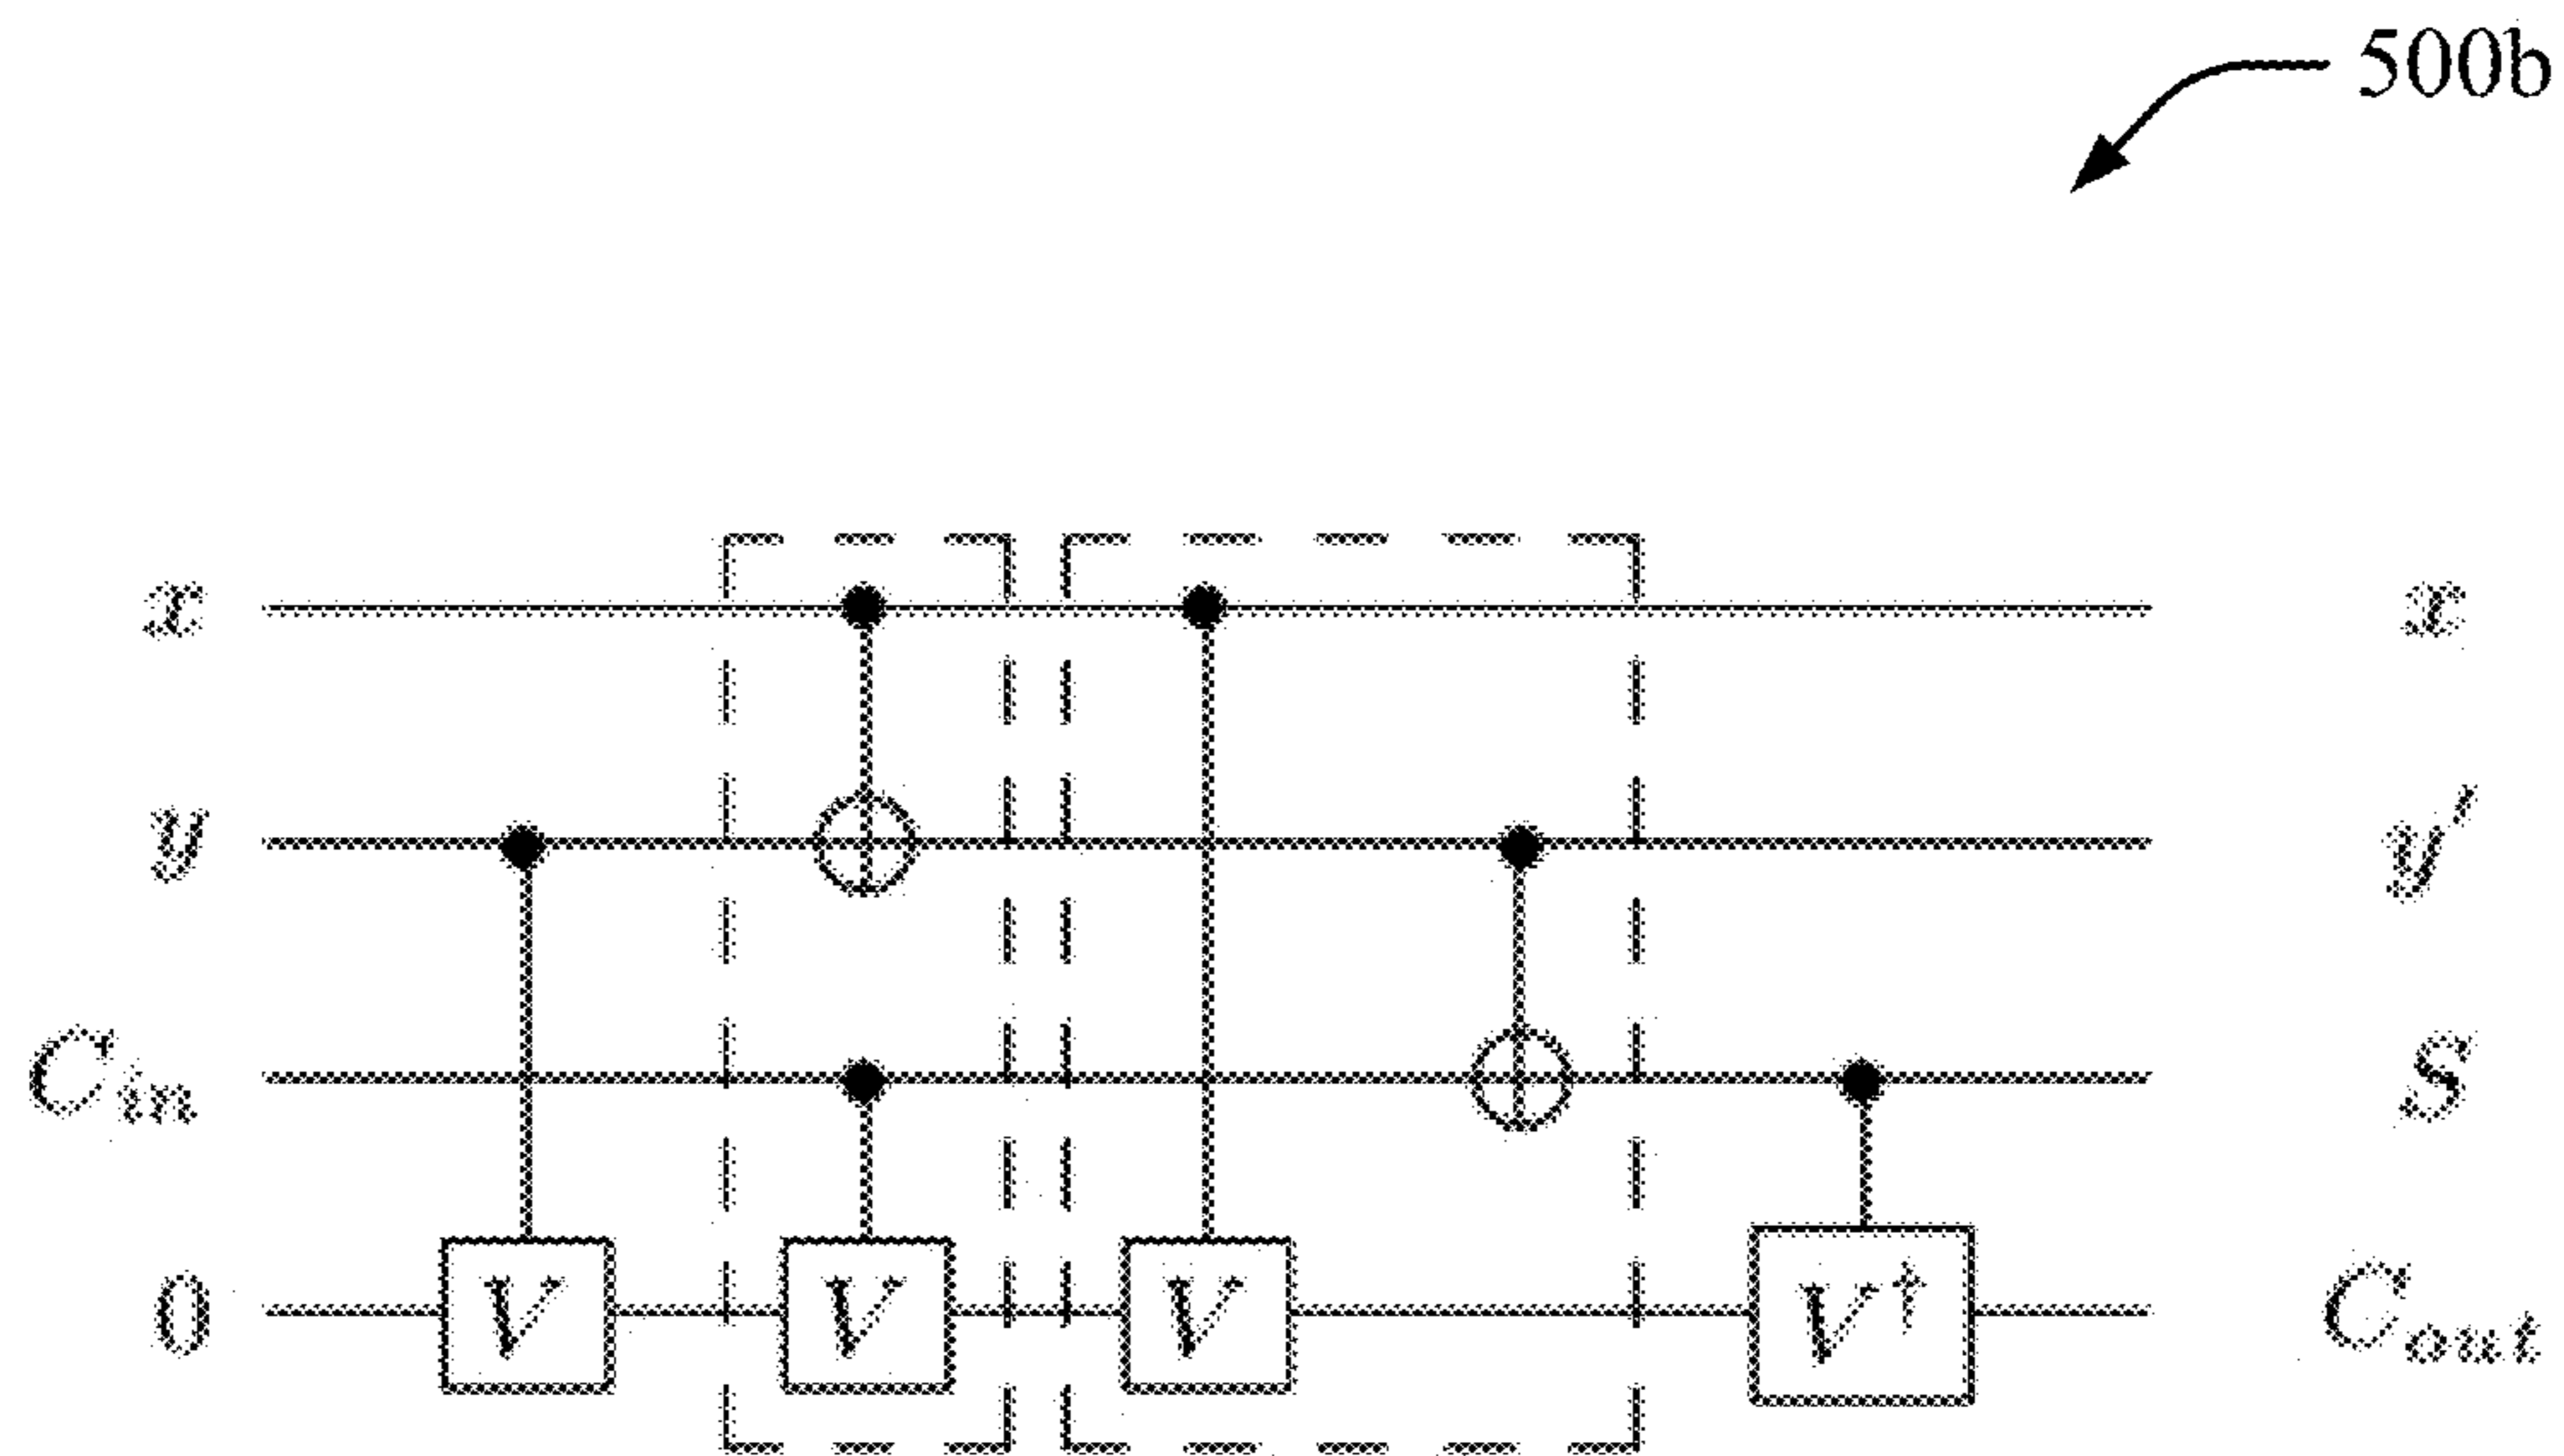 500b
x x
y y′
C_in S
V V V V†
0 C_out